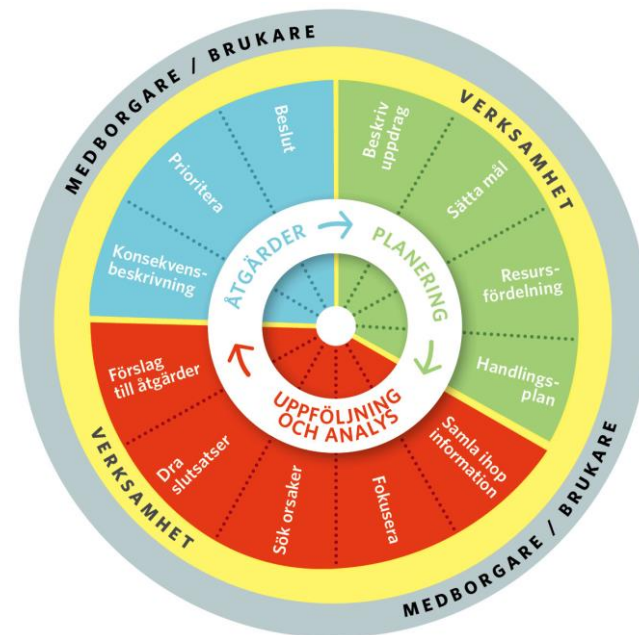 MEDBORGARE / BRUKARE
VERKSAMHET
Beskriv
uppdrag
Sätta mål
Resurs-
fördelning
Handlings-
plan
Samla ihop
information
Fokusera
Sök orsaker
Dra
slutsatser
Förslag
till åtgärder
Konsekvens-
beskrivning
Prioritera
Beslut
ÅTGÄRDER
PLANERING
UPPFÖLJNING
OCH ANALYS
VERKSAMHET
MEDBORGARE / BRUKARE